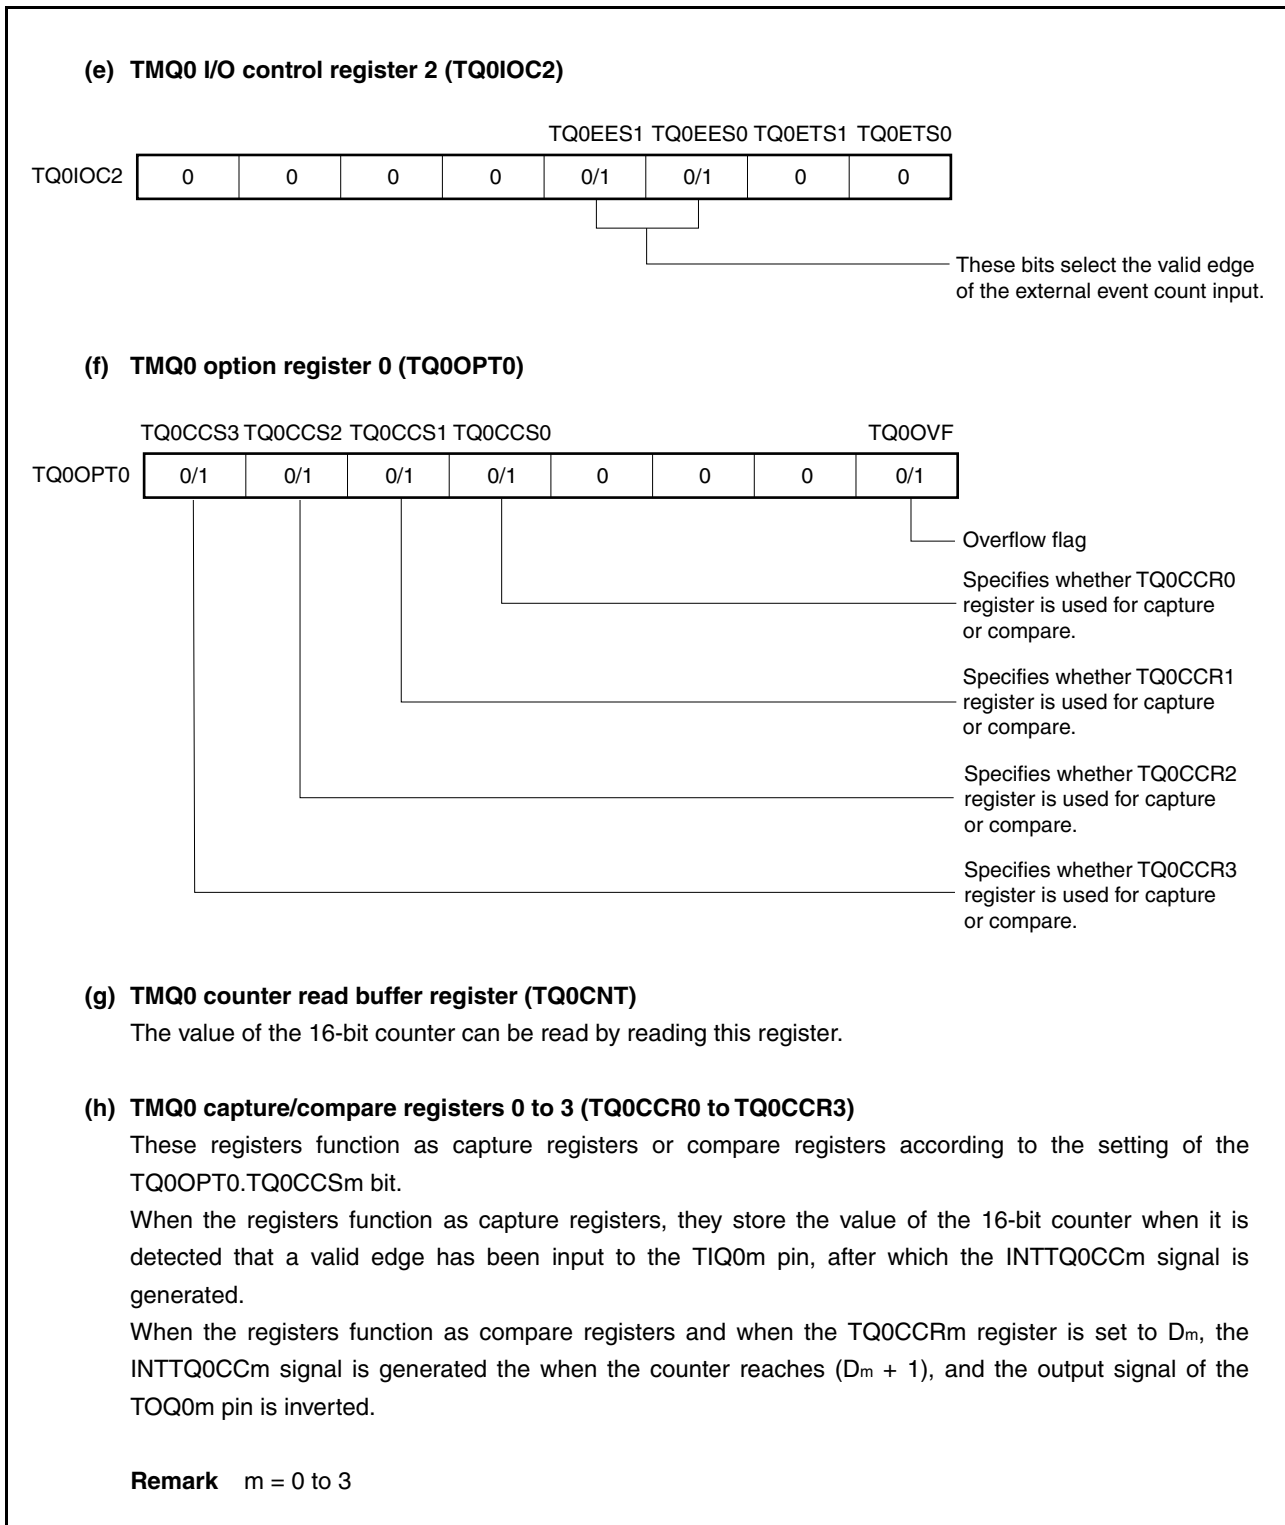 (e) TMQ0 I/O control register 2 (TQ0IOC2)
TQ0EES1 TQ0EES0 TQ0ETS1 TQ0ETS0
TQ0IOC2 0 0 0 0 0/1 0/1 0 0
These bits select the valid edge
of the external event count input.
(f) TMQ0 option register 0 (TQ0OPT0)
TQ0CCS3 TQ0CCS2 TQ0CCS1 TQ0CCS0 TQ0OVF
TQ0OPT0 0/1 0/1 0/1 0/1 0 0 0 0/1
Overflow flag
Specifies whether TQ0CCR0
register is used for capture
or compare.
Specifies whether TQ0CCR1
register is used for capture
or compare.
Specifies whether TQ0CCR2
register is used for capture
or compare.
Specifies whether TQ0CCR3
register is used for capture
or compare.
(g) TMQ0 counter read buffer register (TQ0CNT)
The value of the 16-bit counter can be read by reading this register.
(h) TMQ0 capture/compare registers 0 to 3 (TQ0CCR0 to TQ0CCR3)
These registers function as capture registers or compare registers according to the setting of the
TQ0OPT0.TQ0CCSm bit.
When the registers function as capture registers, they store the value of the 16-bit counter when it is
detected that a valid edge has been input to the TIQ0m pin, after which the INTTQ0CCm signal is
generated.
When the registers function as compare registers and when the TQ0CCRm register is set to Dm, the
INTTQ0CCm signal is generated the when the counter reaches (Dm + 1), and the output signal of the
TOQ0m pin is inverted.
Remark m = 0 to 3